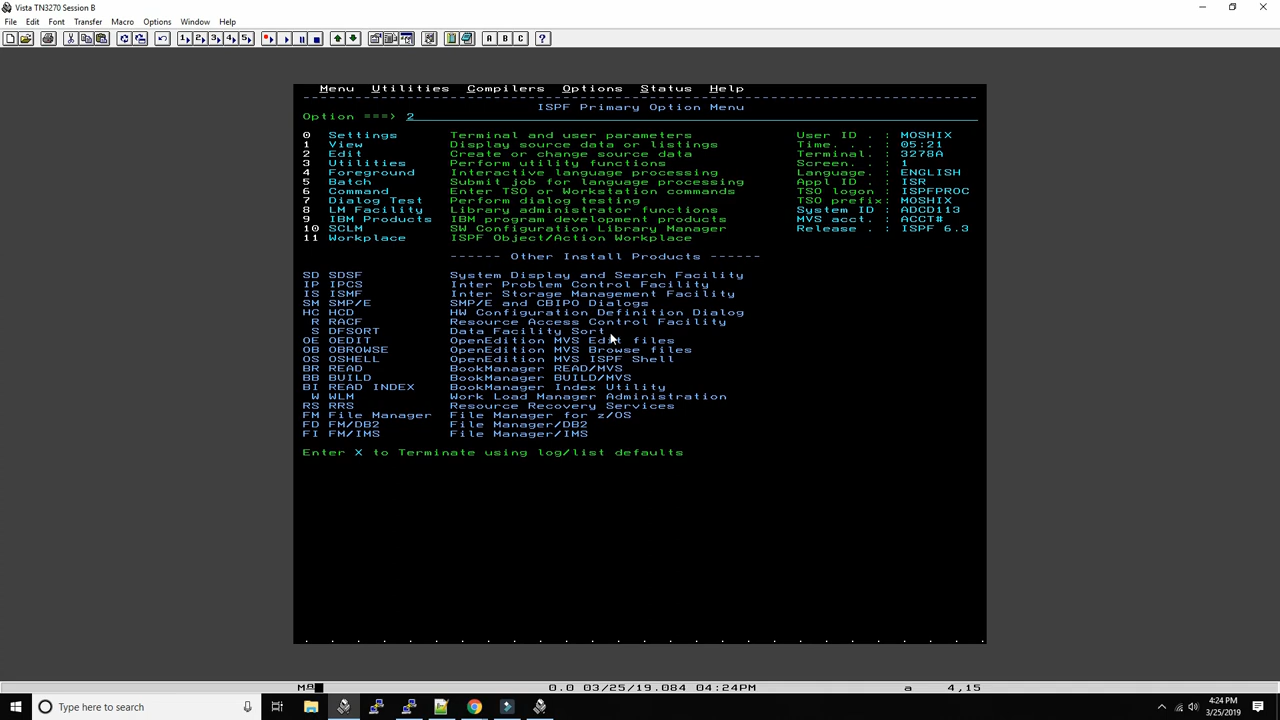 Vista TN3270 Session B
File Edit Font Transfer Macro Options Window Help
1 2 3 4 5 A B C ?
Menu Utilities Compilers Options Status Help
ISPF Primary Option Menu
Option ===> 2
0 Settings Terminal and user parameters User ID . : MOSHIX
1 View Display source data or listings Time. . . : 05:21
2 Edit Create or change source data Terminal. : 3278A
3 Utilities Perform utility functions Screen. . : 1
4 Foreground Interactive language processing Language. : ENGLISH
5 Batch Submit job for language processing Appl ID . : ISR
6 Command Enter TSO or Workstation commands TSO logon : ISPFPROC
7 Dialog Test Perform dialog testing TSO prefix: MOSHIX
8 LM Facility Library administrator functions System ID : ADCD113
9 IBM Products IBM program development products MVS acct. : ACCT#
10 SCLM SW Configuration Library Manager Release . : ISPF 6.3
11 Workplace ISPF Object/Action Workplace
------ Other Install Products ------
SD SDSF System Display and Search Facility
IP IPCS Inter Problem Control Facility
IS ISMF Inter Storage Management Facility
SM SMP/E SMP/E and CBIPO Dialogs
HC HCD HW Configuration Definition Dialog
R RACF Resource Access Control Facility
S DFSORT Data Facility Sort
OE OEDIT OpenEdition MVS Edit files
OB OBROWSE OpenEdition MVS Browse files
OS OSHELL OpenEdition MVS ISPF Shell
BR READ BookManager READ/MVS
BB BUILD BookManager BUILD/MVS
BI READ INDEX BookManager Index Utility
W WLM Work Load Manager Administration
RS RRS Resource Recovery Services
FM File Manager File Manager for z/OS
FD FM/DB2 File Manager/DB2
FI FM/IMS File Manager/IMS
Enter X to Terminate using log/list defaults
0.0 03/25/19.084 04:24PM a 4,15
Type here to search
4:24 PM
3/25/2019